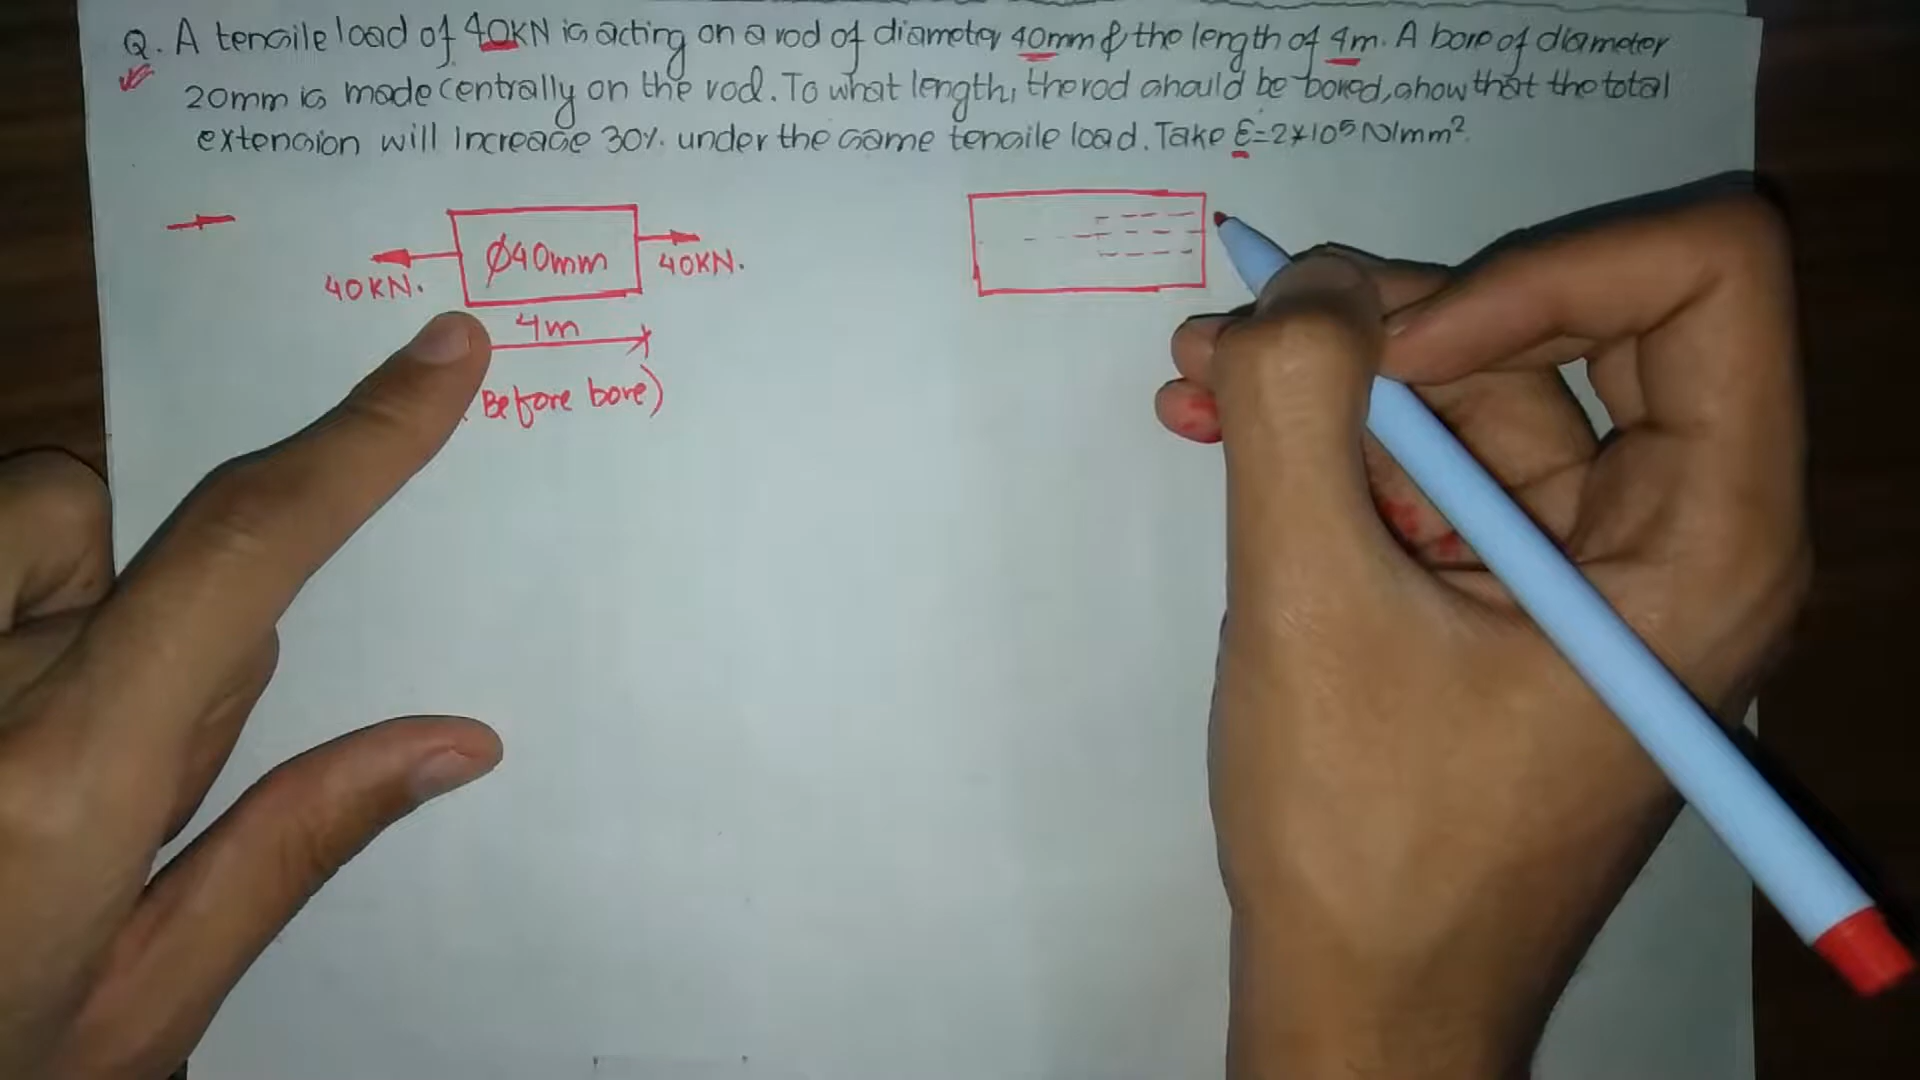 Q. A tensile load of 40KN is acting on a rod of diameter 40mm & the length of 4m. A bore of diameter
20mm is made centrally on the rod. To what length, the rod should be bored, show that the total
extension will increase 30%. under the same tensile load. Take E=2*10⁵ N/mm².
Ø40mm
40KN.
40KN.
4m
Before bore)